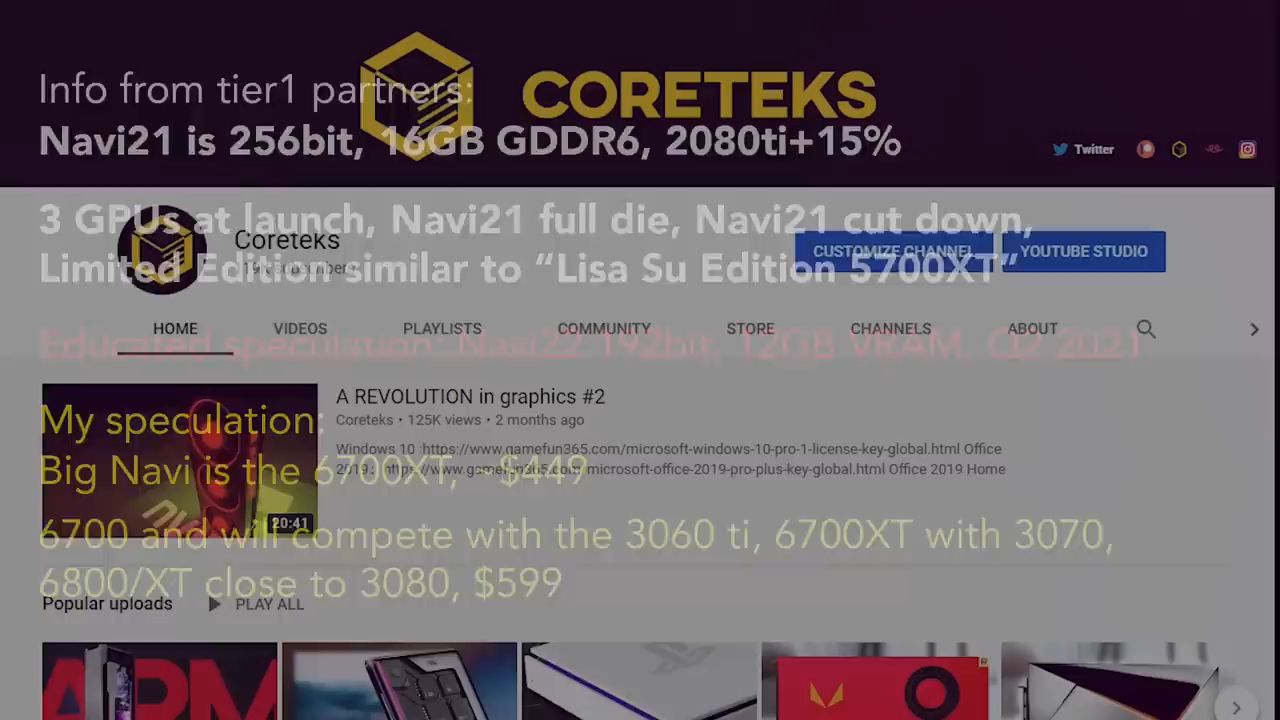 Info from tier1 partners:
CORETEKS
Navi21 is 256bit, 16GB GDDR6, 2080ti+15%
Twitter
3 GPUs at launch, Navi21 full die, Navi21 cut down,
Coreteks
CUSTOMIZE CHANNEL
YOUTUBE STUDIO
Limited Edition similar to “Lisa Su Edition 5700XT”
HOME VIDEOS PLAYLISTS COMMUNITY STORE CHANNELS ABOUT
Educated speculation: Navi22 192bit, 12GB VRAM, Q2 2021
A REVOLUTION in graphics #2
Coreteks • 125K views • 2 months ago
My speculation:
Windows 10 :https://www.gamefun365.com/microsoft-windows-10-pro-1-license-key-global.html Office
2019: https://www.gamefun365.com/microsoft-office-2019-pro-plus-key-global.html Office 2019 Home
Big Navi is the 6700XT, ~$449
20:41
6700 and will compete with the 3060 ti, 6700XT with 3070,
6800/XT close to 3080, $599
Popular uploads PLAY ALL